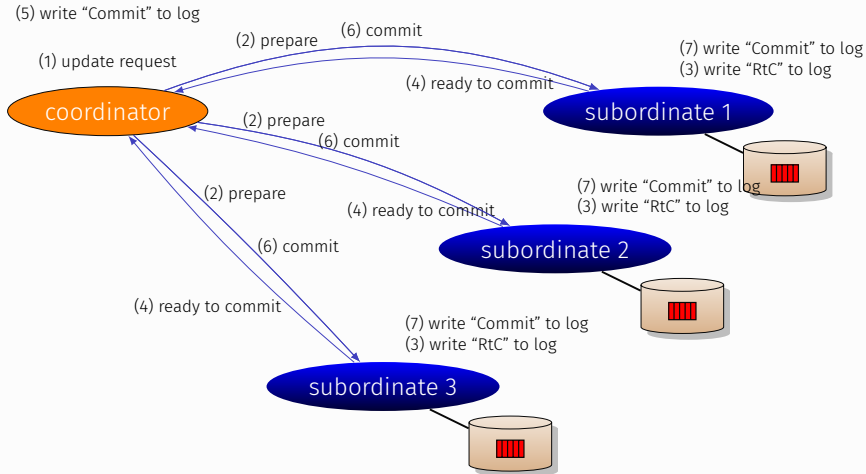 (5) write “Commit” to log
(1) update request
coordinator
(2) prepare
(6) commit
(4) ready to commit
(7) write “Commit” to log
(3) write “RtC” to log
subordinate 1
(2) prepare
(6) commit
(4) ready to commit
(7) write “Commit” to log
(3) write “RtC” to log
subordinate 2
(2) prepare
(6) commit
(4) ready to commit
(7) write “Commit” to log
(3) write “RtC” to log
subordinate 3